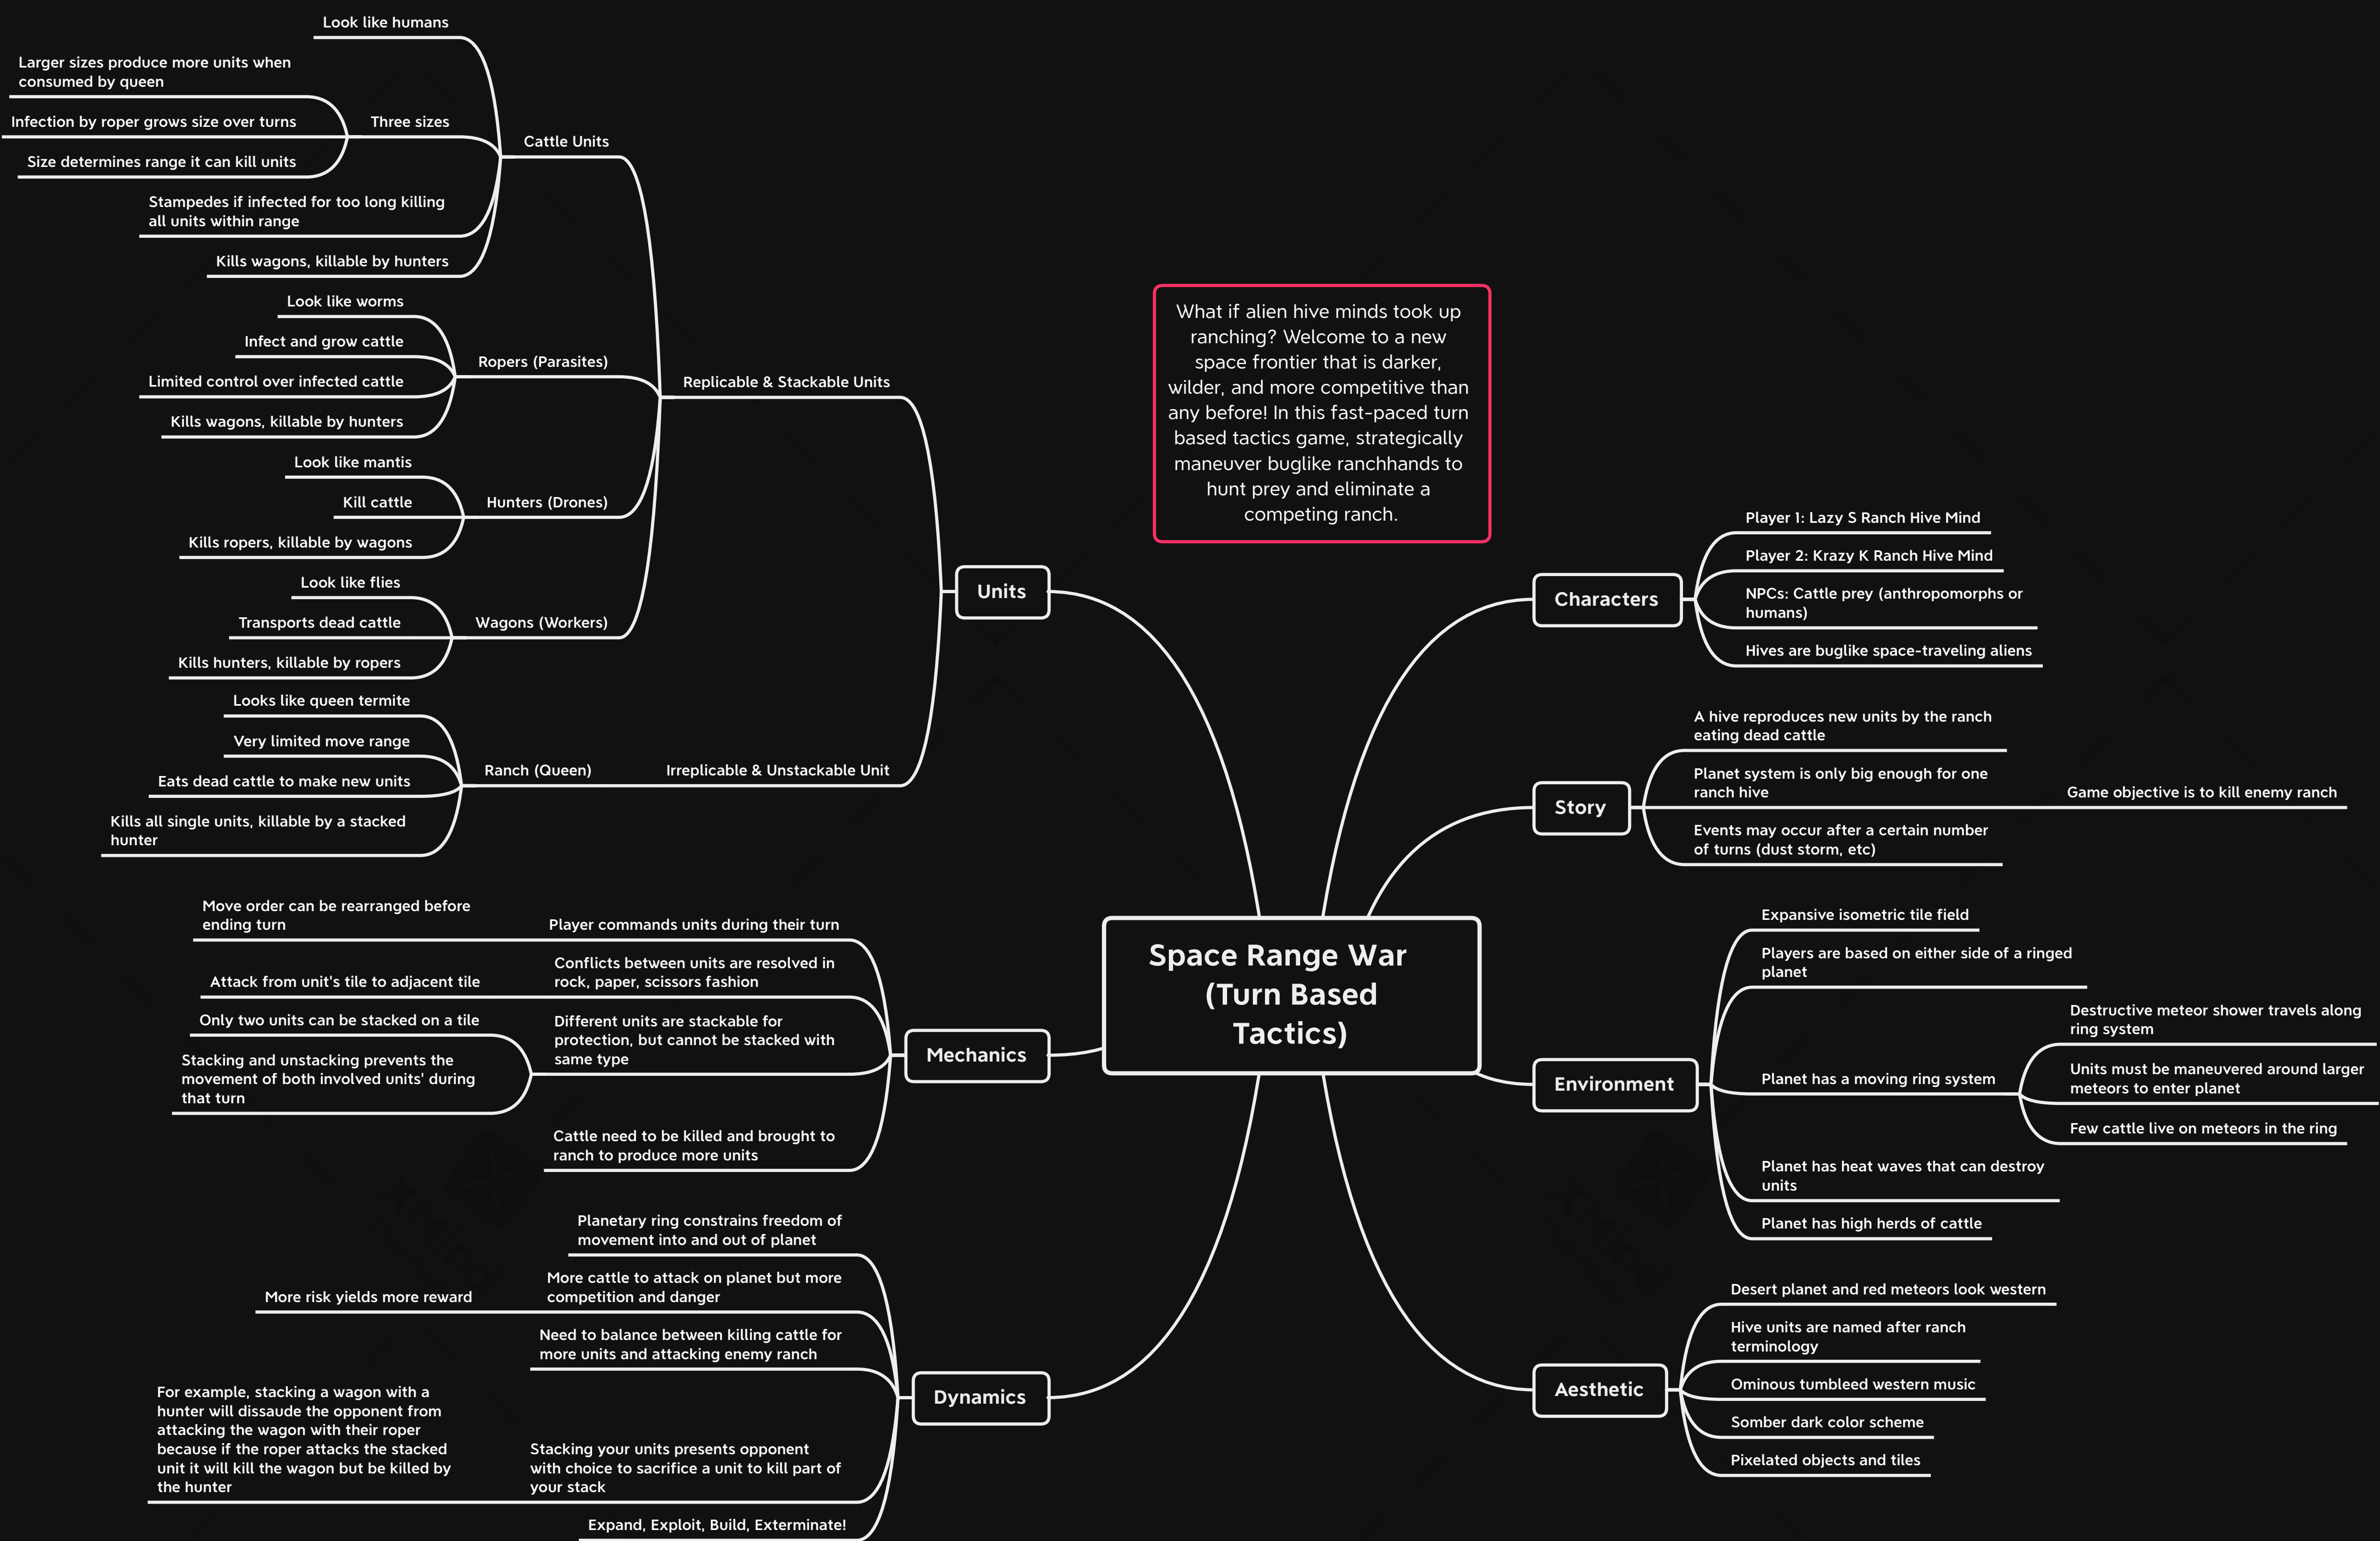 Look like humans
Larger sizes produce more units when
consumed by queen
Infection by roper grows size over turns
Three sizes
Size determines range it can kill units
Cattle Units
Stampedes if infected for too long killing
all units within range
Kills wagons, killable by hunters
Look like worms
Infect and grow cattle
Ropers (Parasites)
Limited control over infected cattle
Kills wagons, killable by hunters
Replicable & Stackable Units
Look like mantis
Kill cattle
Hunters (Drones)
Kills ropers, killable by wagons
Look like flies
Transports dead cattle
Wagons (Workers)
Kills hunters, killable by ropers
Units
Looks like queen termite
Very limited move range
Eats dead cattle to make new units
Ranch (Queen)
Irreplicable & Unstackable Unit
Kills all single units, killable by a stacked
hunter
Move order can be rearranged before
ending turn
Player commands units during their turn
Conflicts between units are resolved in
rock, paper, scissors fashion
Attack from unit's tile to adjacent tile
Only two units can be stacked on a tile
Different units are stackable for
protection, but cannot be stacked with
same type
Stacking and unstacking prevents the
movement of both involved units' during
that turn
Mechanics
Cattle need to be killed and brought to
ranch to produce more units
Planetary ring constrains freedom of
movement into and out of planet
More cattle to attack on planet but more
competition and danger
More risk yields more reward
Need to balance between killing cattle for
more units and attacking enemy ranch
Dynamics
For example, stacking a wagon with a
hunter will dissaude the opponent from
attacking the wagon with their roper
because if the roper attacks the stacked
unit it will kill the wagon but be killed by
the hunter
Stacking your units presents opponent
with choice to sacrifice a unit to kill part of
your stack
Expand, Exploit, Build, Exterminate!
What if alien hive minds took up
ranching? Welcome to a new
space frontier that is darker,
wilder, and more competitive than
any before! In this fast-paced turn
based tactics game, strategically
maneuver buglike ranchhands to
hunt prey and eliminate a
competing ranch.
Space Range War
(Turn Based
Tactics)
Characters
Player 1: Lazy S Ranch Hive Mind
Player 2: Krazy K Ranch Hive Mind
NPCs: Cattle prey (anthropomorphs or
humans)
Hives are buglike space-traveling aliens
Story
A hive reproduces new units by the ranch
eating dead cattle
Planet system is only big enough for one
ranch hive
Game objective is to kill enemy ranch
Events may occur after a certain number
of turns (dust storm, etc)
Environment
Expansive isometric tile field
Players are based on either side of a ringed
planet
Planet has a moving ring system
Destructive meteor shower travels along
ring system
Units must be maneuvered around larger
meteors to enter planet
Few cattle live on meteors in the ring
Planet has heat waves that can destroy
units
Planet has high herds of cattle
Aesthetic
Desert planet and red meteors look western
Hive units are named after ranch
terminology
Ominous tumbleed western music
Somber dark color scheme
Pixelated objects and tiles
XMind
XMind